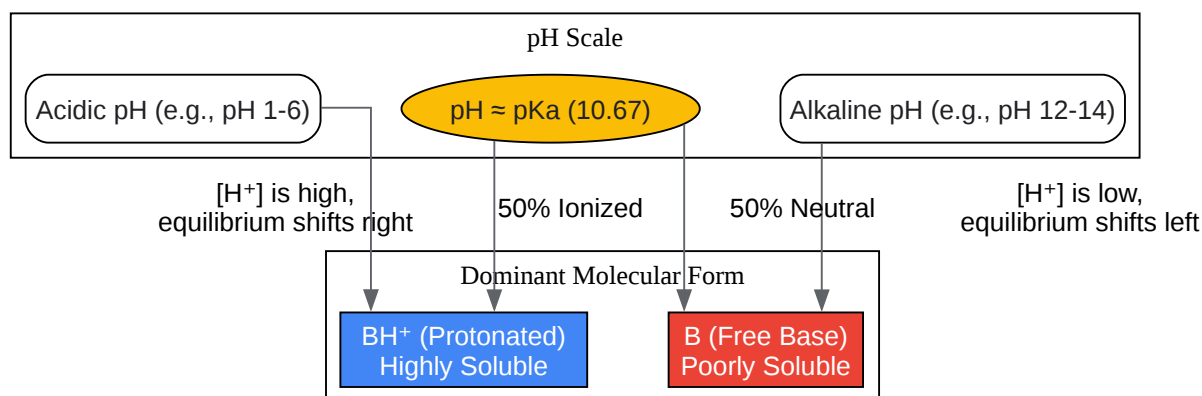 pH Scale
Acidic pH (e.g., pH 1-6)
pH ≈ pKa (10.67)
Alkaline pH (e.g., pH 12-14)
[H⁺] is high,
equilibrium shifts right
50% Ionized
50% Neutral
[H⁺] is low,
equilibrium shifts left
Dominant Molecular Form
BH⁺ (Protonated)
Highly Soluble
B (Free Base)
Poorly Soluble